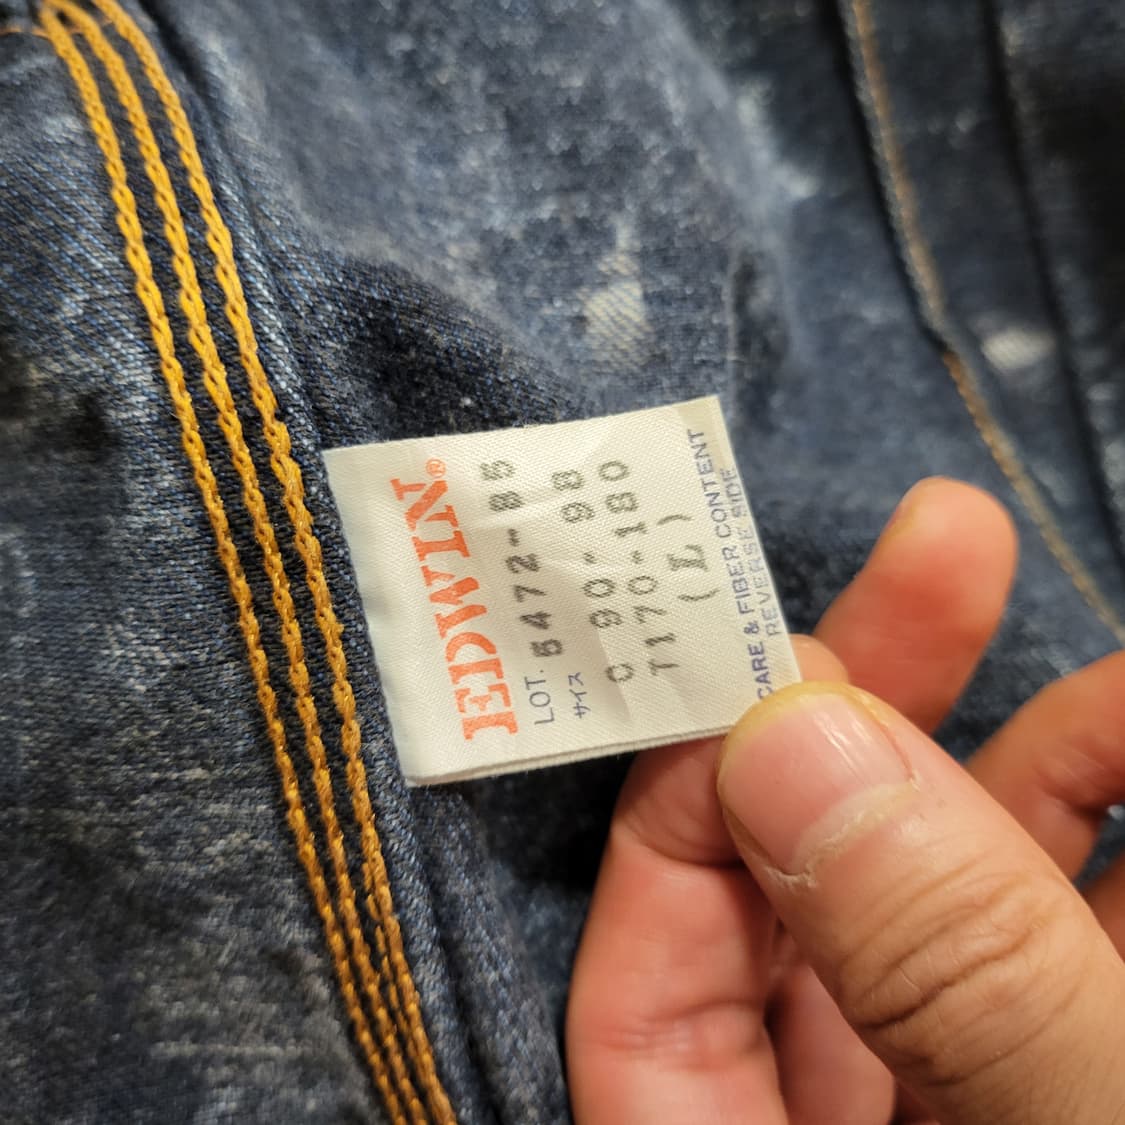 EDWIN®
LOT. 5472-85
サイズ
C 90- 98
T170-180
(L)
CARE & FIBER CONTENT
REVERSE SIDE